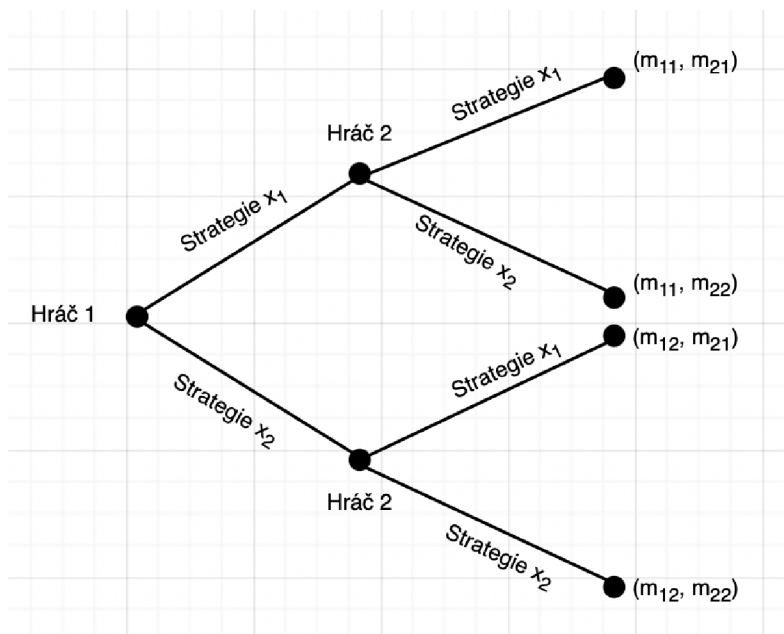 Strategie x₁
(m₁₁, m₂₁)
Hráč 2
Strategie x₁
Strategie x₂
(m₁₁, m₂₂)
Hráč 1
(m₁₂, m₂₁)
Strategie x₁
Strategie x₂
Hráč 2
Strategie x₂
(m₁₂, m₂₂)